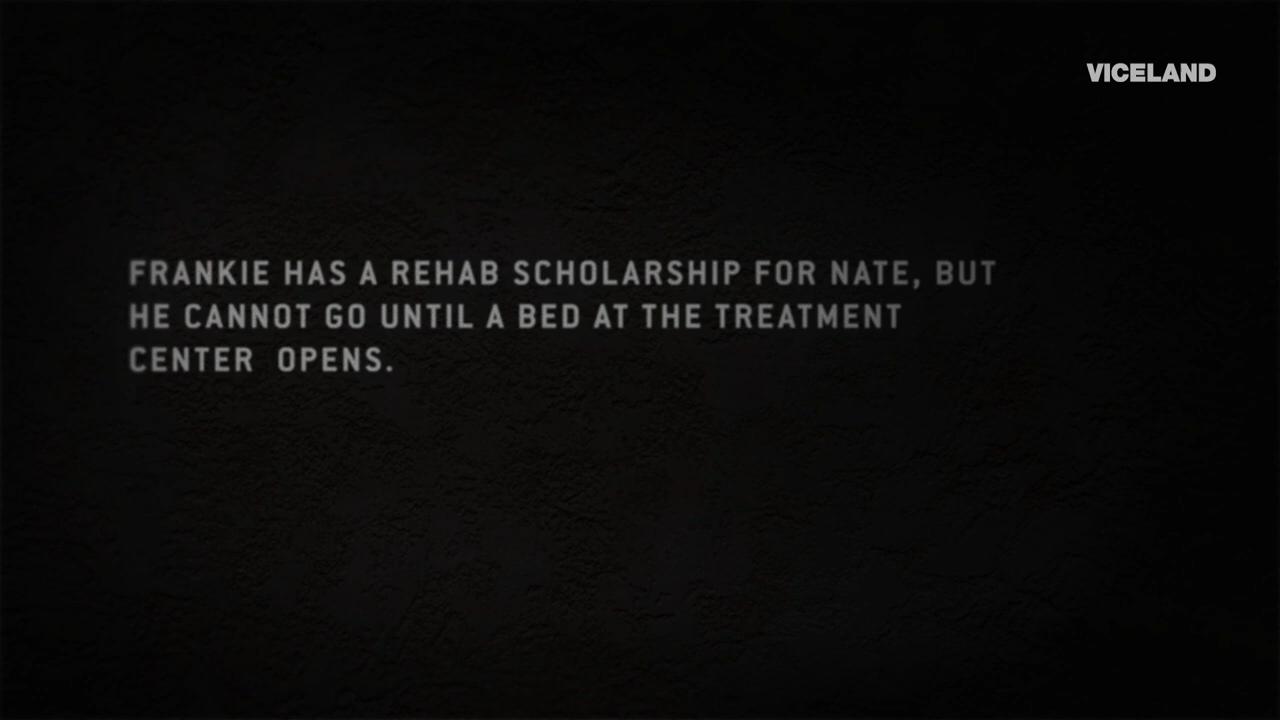 VICELAND
FRANKIE HAS A REHAB SCHOLARSHIP FOR NATE, BUT
HE CANNOT GO UNTIL A BED AT THE TREATMENT
CENTER  OPENS.